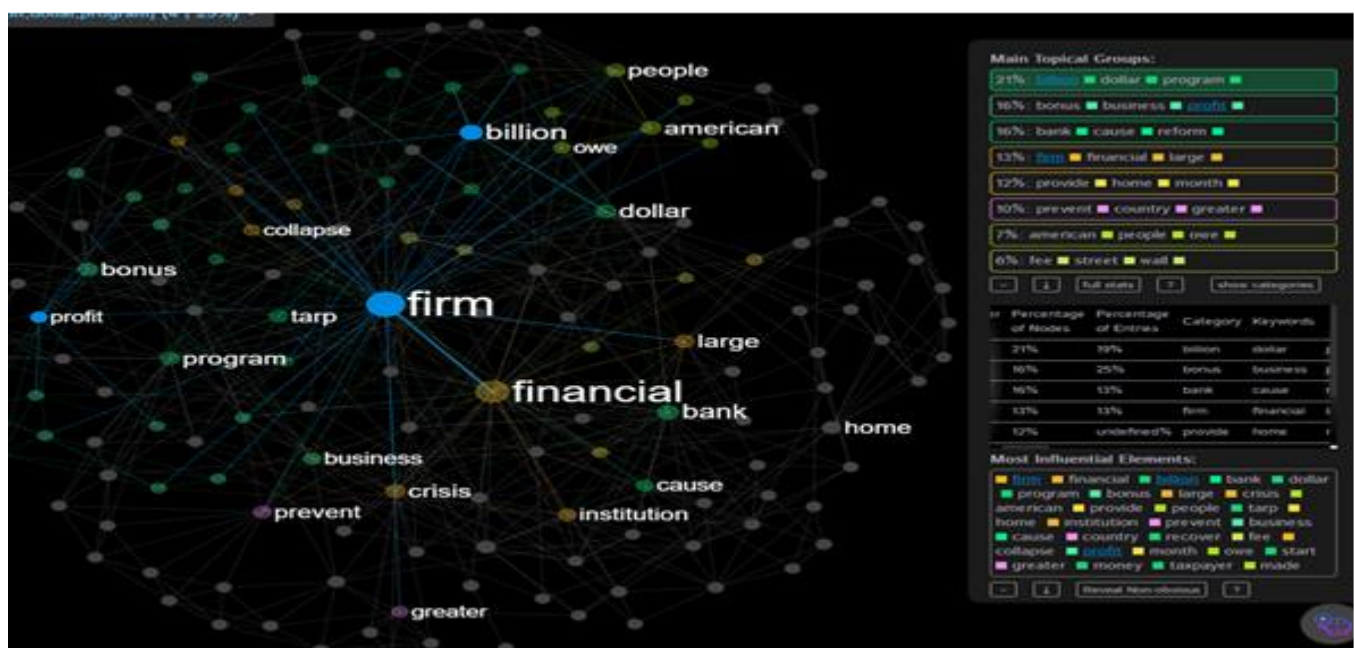 dollar,program] (4 | 25%)
people
billion
american
owe
dollar
collapse
bonus
firm
profit
tarp
program
large
financial
bank
home
business
crisis
cause
prevent
institution
greater
Main Topical Groups:
21%: billion dollar program
16%: bonus business profit
16%: bank cause reform
13%: firm financial large
12%: provide home month
10%: prevent country greater
7%: american people owe
6%: fee street wall
full stats ? show categories
Percentage of Nodes Percentage of Entries Category Keywords
21% 19% billion dollar
16% 25% bonus business
16% 13% bank cause
13% 13% firm financial
12% undefined% provide home
Most Influential Elements:
firm financial billion bank dollar
program bonus large crisis
american provide people tarp
home institution prevent business
cause country recover fee
collapse profit month owe start
greater money taxpayer made
Reveal Non-obvious ?